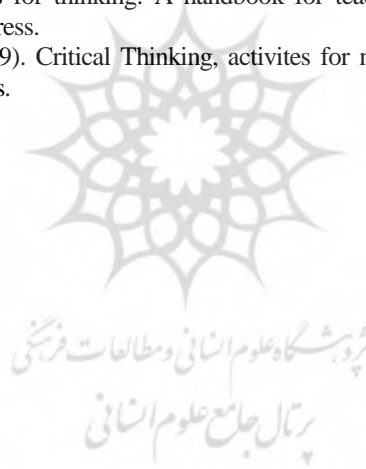 s for thinking. A handbook for tea
ress.
9). Critical Thinking, activites for m
s.
پژوهشگاه علوم انسانی و مطالعات فرهنگی
پرتال جامع علوم انسانی